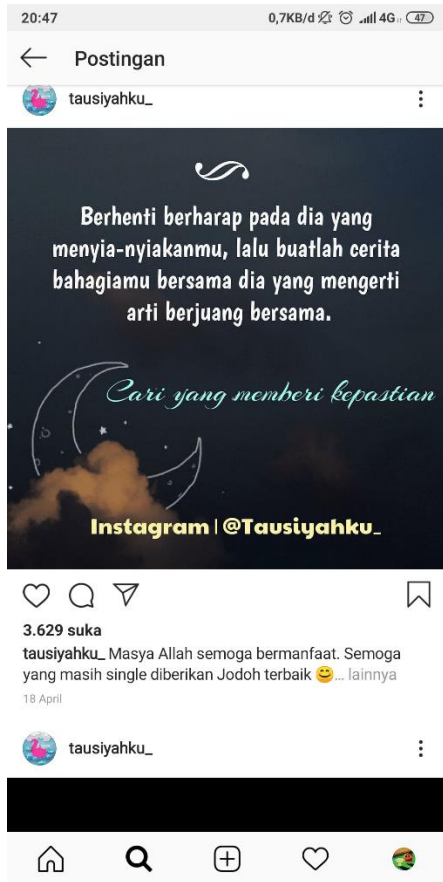 20:47 0,7KB/d 4G 47
Postingan
tausiyahku_
Berhenti berharap pada dia yang
menyia-nyiakanmu, lalu buatlah cerita
bahagiamu bersama dia yang mengerti
arti berjuang bersama.
Cari yang memberi kepastian
Instagram | @Tausiyahku_
3.629 suka
tausiyahku_ Masya Allah semoga bermanfaat. Semoga
yang masih single diberikan Jodoh terbaik 😊... lainnya
18 April
tausiyahku_